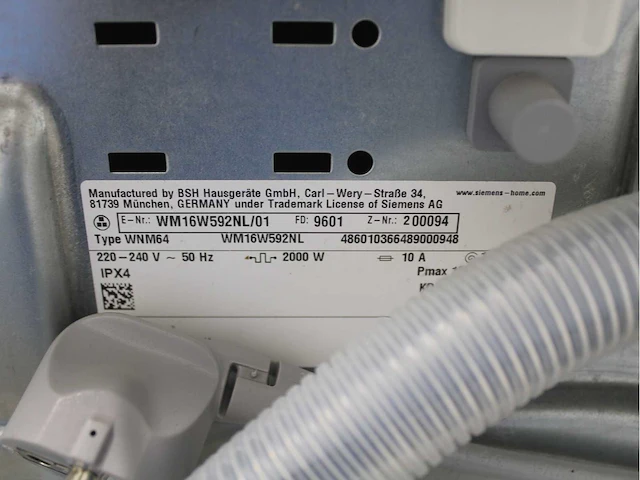 Manufactured by BSH Hausgeräte GmbH, Carl-Wery-Straße 34, www.siemens-home.com
81739 München, GERMANY under Trademark License of Siemens AG
E-Nr.: WM16W592NL/01 FD: 9601 Z-Nr.: 200094
Type WNM64 WM16W592NL 486010366489000948
220-240 V ~ 50 Hz 2000 W 10 A
IPX4 Pmax